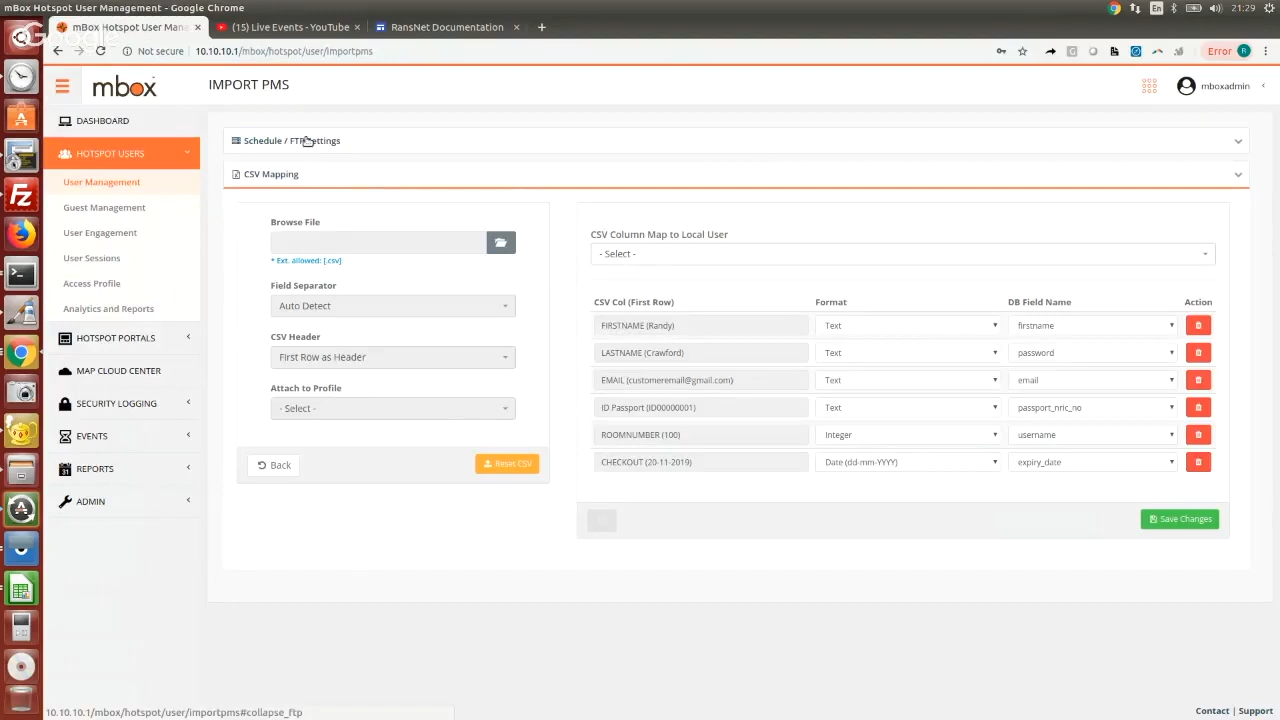 mBox Hotspot User Management - Google Chrome
En
21:29
Google
mBox Hotspot User Mane
(15) Live Events - YouTube
RansNet Documentation
Not secure
10.10.10.1/mbox/hotspot/user/importpms
Error
R
mbox
IMPORT PMS
mboxadmin
DASHBOARD
HOTSPOT USERS
User Management
Guest Management
User Engagement
User Sessions
Access Profile
Analytics and Reports
HOTSPOT PORTALS
MAP CLOUD CENTER
SECURITY LOGGING
EVENTS
REPORTS
ADMIN
Schedule / FTP Settings
CSV Mapping
Browse File
* Ext. allowed: [.csv]
Field Separator
Auto Detect
CSV Header
First Row as Header
Attach to Profile
- Select -
Back
Reset CSV
CSV Column Map to Local User
- Select -
CSV Col (First Row) Format DB Field Name Action
FIRSTNAME (Randy) Text firstname
LASTNAME (Crawford) Text password
EMAIL (customeremail@gmail.com) Text email
ID Passport (ID00000001) Text passport_nric_no
ROOMNUMBER (100) Integer username
CHECKOUT (20-11-2019) Date (dd-mm-YYYY) expiry_date
Save Changes
10.10.10.1/mbox/hotspot/user/importpms#collapse_ftp
Contact | Support